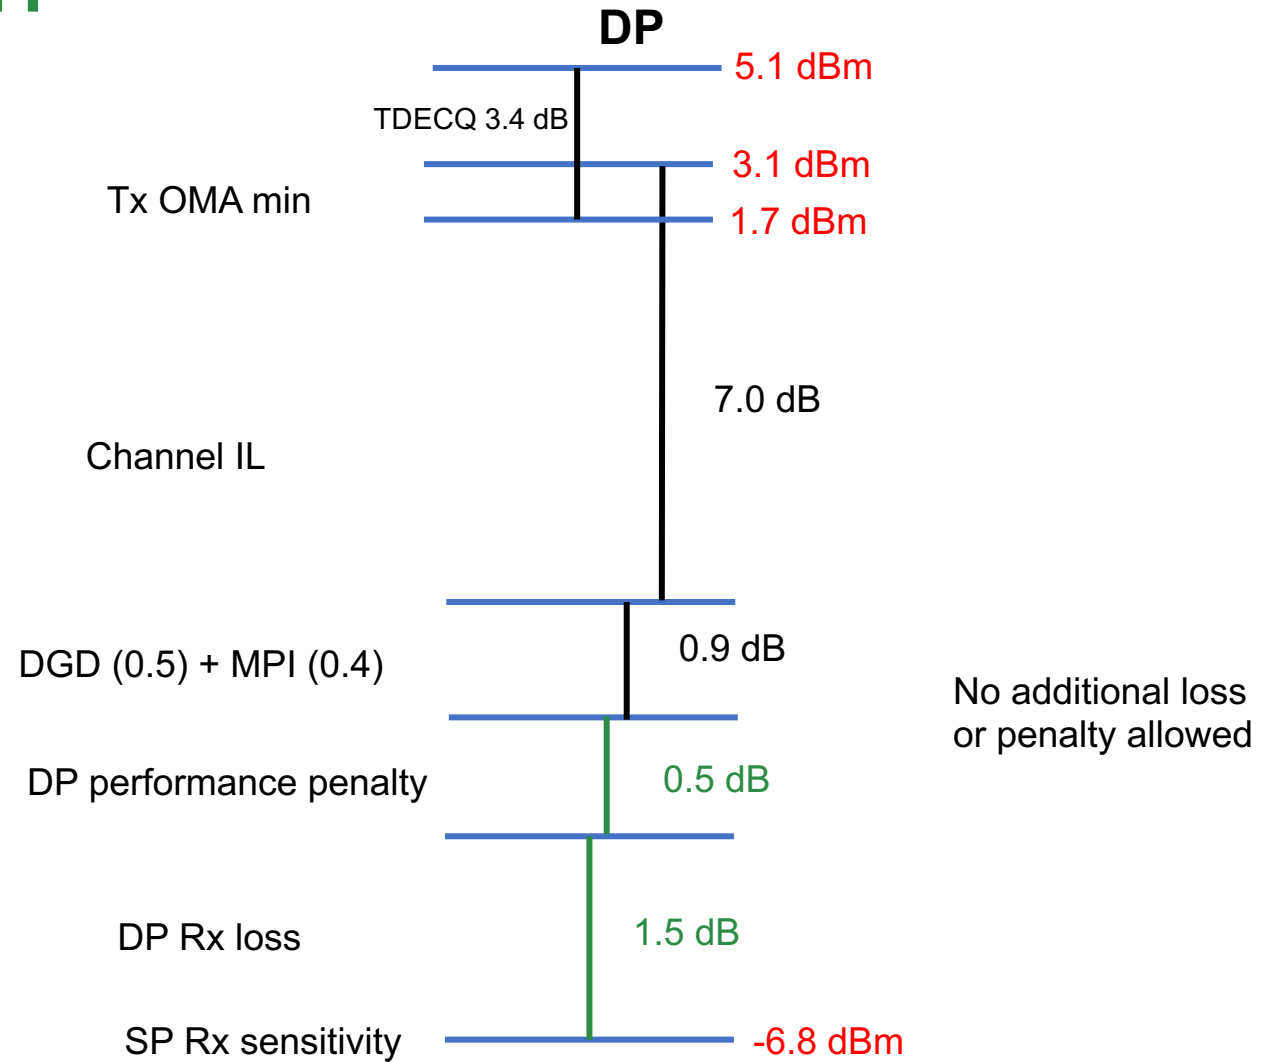 DP
5.1 dBm
TDECQ 3.4 dB
3.1 dBm
Tx OMA min
1.7 dBm
7.0 dB
Channel IL
0.9 dB
DGD (0.5) + MPI (0.4)
No additional loss
or penalty allowed
DP performance penalty
0.5 dB
DP Rx loss
1.5 dB
SP Rx sensitivity
-6.8 dBm